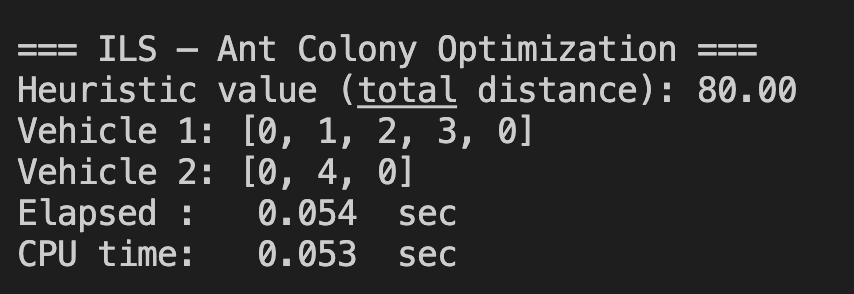 === ILS – Ant Colony Optimization ===
Heuristic value (total distance): 80.00
Vehicle 1: [0, 1, 2, 3, 0]
Vehicle 2: [0, 4, 0]
Elapsed :   0.054  sec
CPU time:   0.053  sec